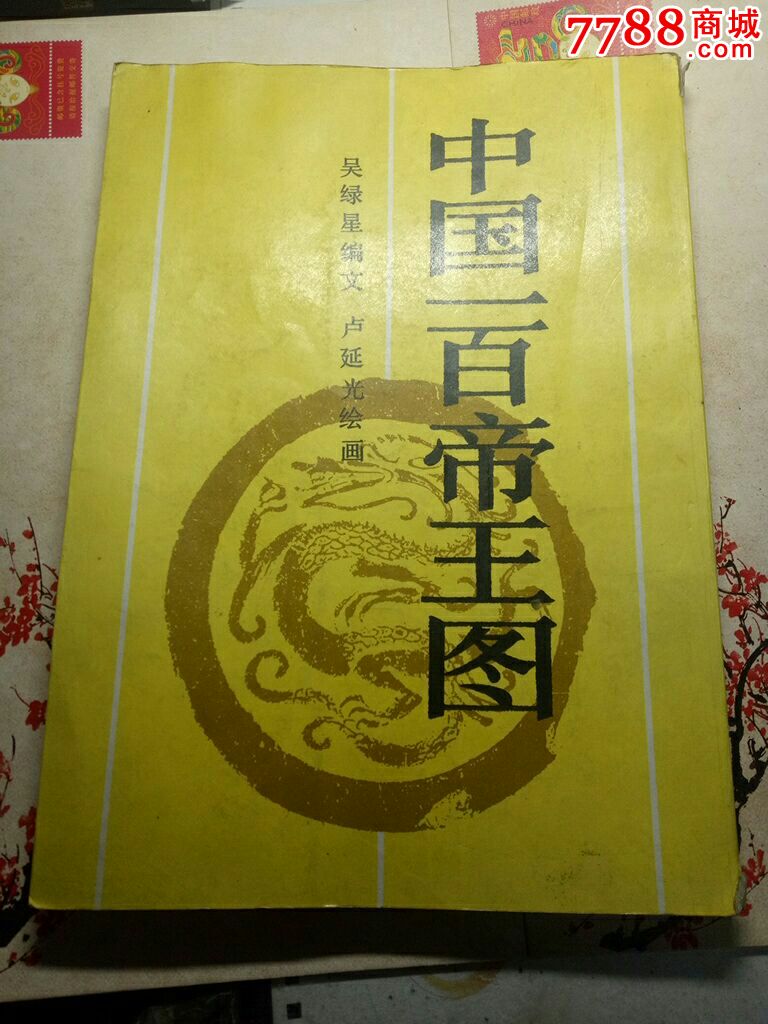 中国一百帝王图
吴绿星编文 卢延光绘画
7788商城
.com
CHINA